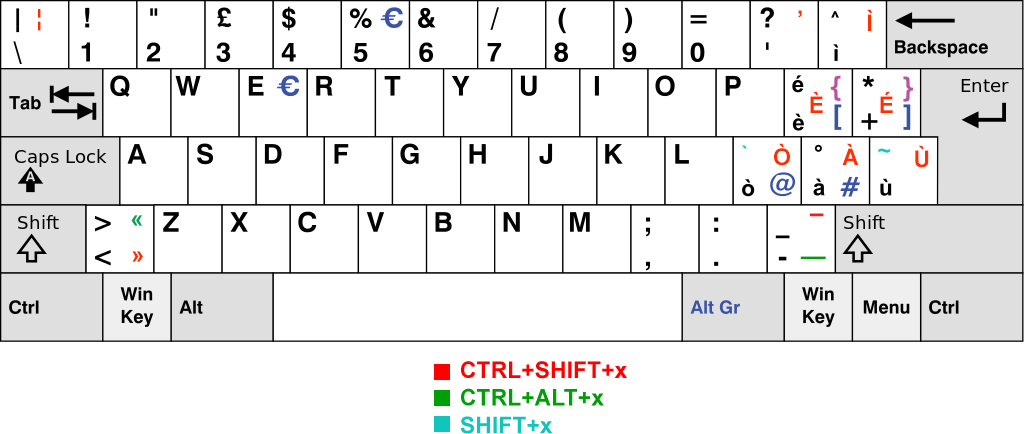 | ¦ ! " £ $ % € & / ( ) = ? ’ ^ Ì
\ 1 2 3 4 5 6 7 8 9 0 ' ì Backspace
Tab Q W E € R T Y U I O P é È { * É } Enter
è [ + ]
Caps Lock A S D F G H J K L ` Ò ° À ~ Ù
A ò @ à # ù
Shift > « Z X C V B N M ; : _ – Shift
< » , . - —
Ctrl Win Key Alt Alt Gr Win Key Menu Ctrl
CTRL+SHIFT+x
CTRL+ALT+x
SHIFT+x